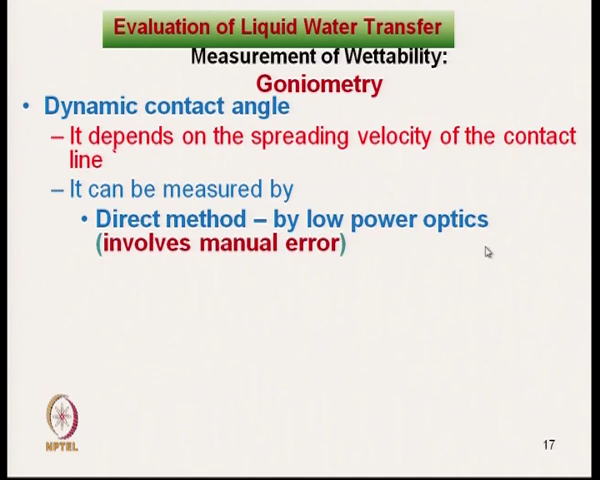 Evaluation of Liquid Water Transfer
Measurement of Wettability:
Goniometry
• Dynamic contact angle
– It depends on the spreading velocity of the contact
line `
– It can be measured by
• Direct method – by low power optics
(involves manual error)
NPTEL
17